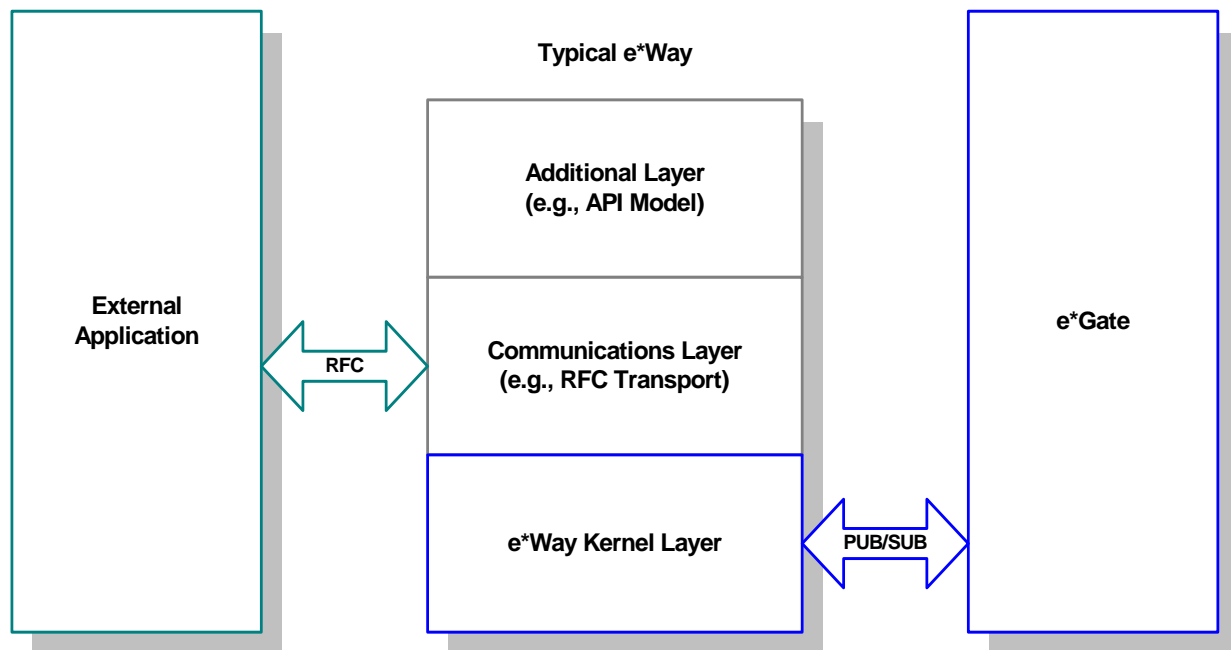 Typical e*Way
Additional Layer
(e.g., API Model)
External
Application
e*Gate
RFC
Communications Layer
(e.g., RFC Transport)
e*Way Kernel Layer
PUB/SUB